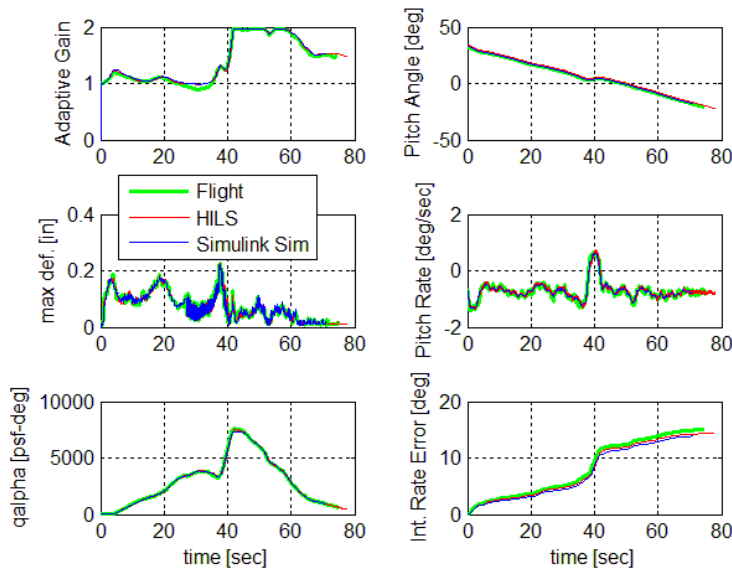 Adaptive Gain
2
1
0
0 20 40 60 80
Pitch Angle [deg]
50
0
-50
0 20 40 60 80
Flight
HILS
Simulink Sim
max def. [in]
0.4
0.2
0
0 20 40 60 80
Pitch Rate [deg/sec]
2
0
-2
0 20 40 60 80
qalpha [psf-deg]
10000
5000
0
0 20 40 60 80
time [sec]
Int. Rate Error [deg]
20
10
0
0 20 40 60 80
time [sec]